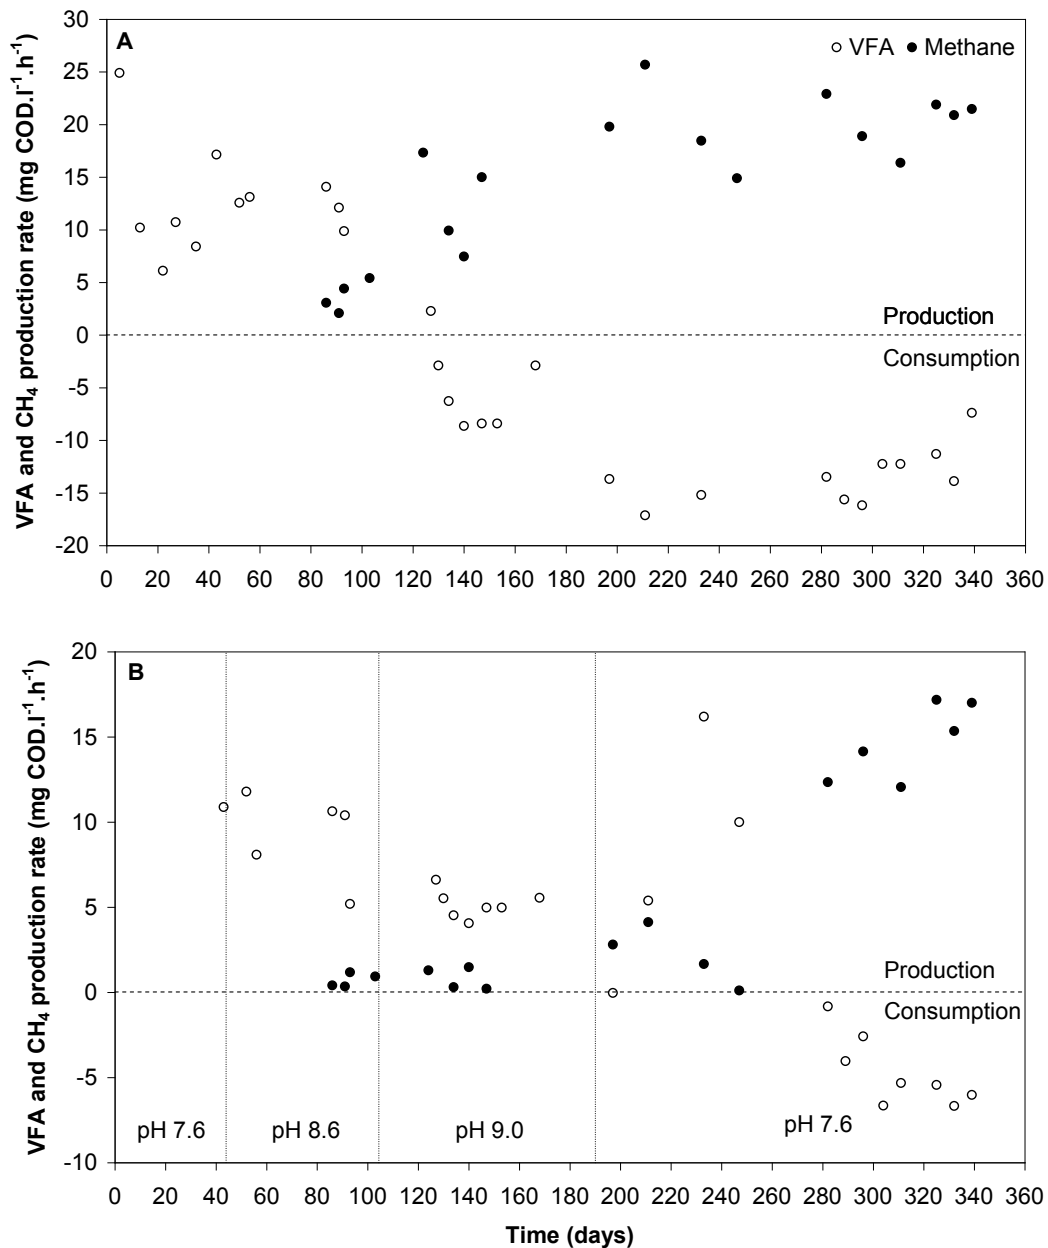 VFA and CH4 production rate (mg COD.l-1.h-1)
A
VFA Methane
30
25
20
15
10
5
0
-5
-10
-15
-20
Production
Consumption
0 20 40 60 80 100 120 140 160 180 200 220 240 260 280 300 320 340 360
VFA and CH4 production rate (mg COD.l-1.h-1)
B
20
15
10
5
0
-5
-10
Production
Consumption
pH 7.6 pH 8.6 pH 9.0 pH 7.6
0 20 40 60 80 100 120 140 160 180 200 220 240 260 280 300 320 340 360
Time (days)